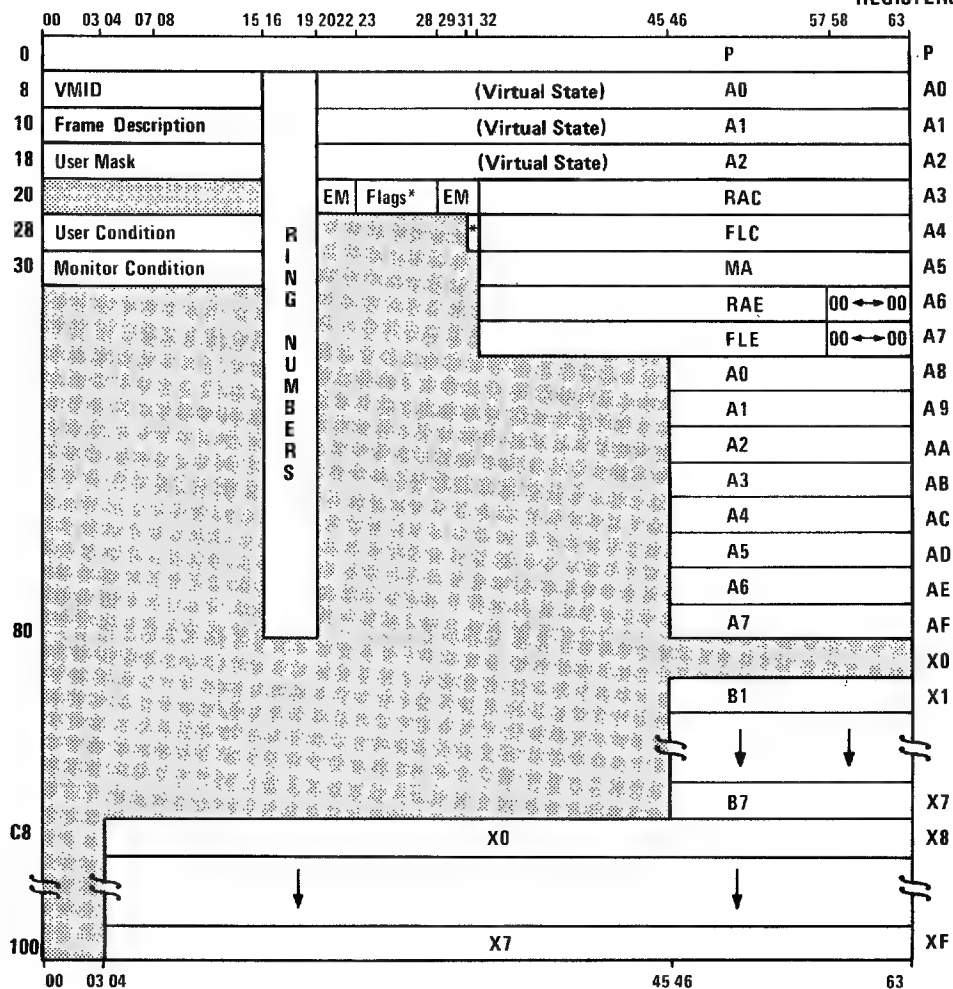 REGISTERS
00 03 04 07 08 15 16 19 20 22 23 28 29 31 32 45 46 57 58 63
0 P P
8 VMID (Virtual State) A0 A0
10 Frame Description (Virtual State) A1 A1
18 User Mask (Virtual State) A2 A2
20 EM Flags* EM RAC A3
28 User Condition * FLC A4
30 Monitor Condition MA A5
RING NUMBERS
RAE 00 ↔ 00 A6
FLE 00 ↔ 00 A7
A0 A8
A1 A9
A2 AA
A3 AB
A4 AC
A5 AD
A6 AE
80 A7 AF
X0
B1 X1
B7 X7
C8 X0 X8
100 X7 XF
00 03 04 45 46 63